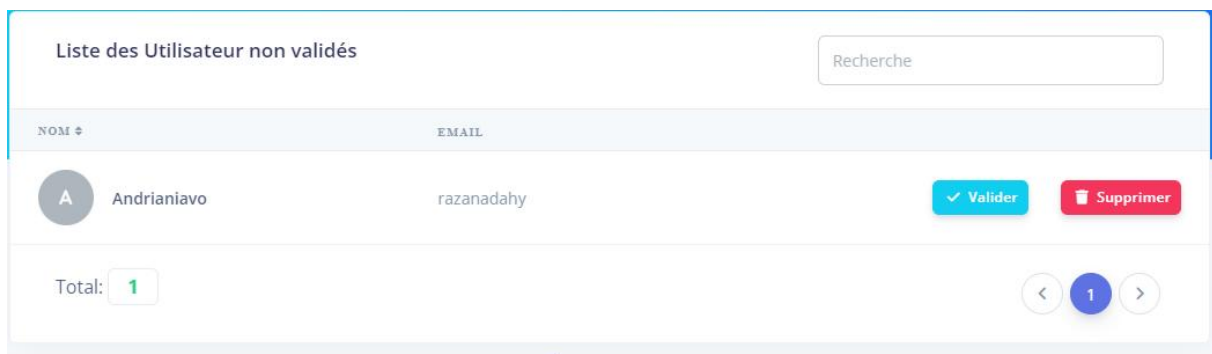 Liste des Utilisateur non validés
Recherche
NOM EMAIL
A Andrianiavo razanadahy Valider Supprimer
Total: 1 1